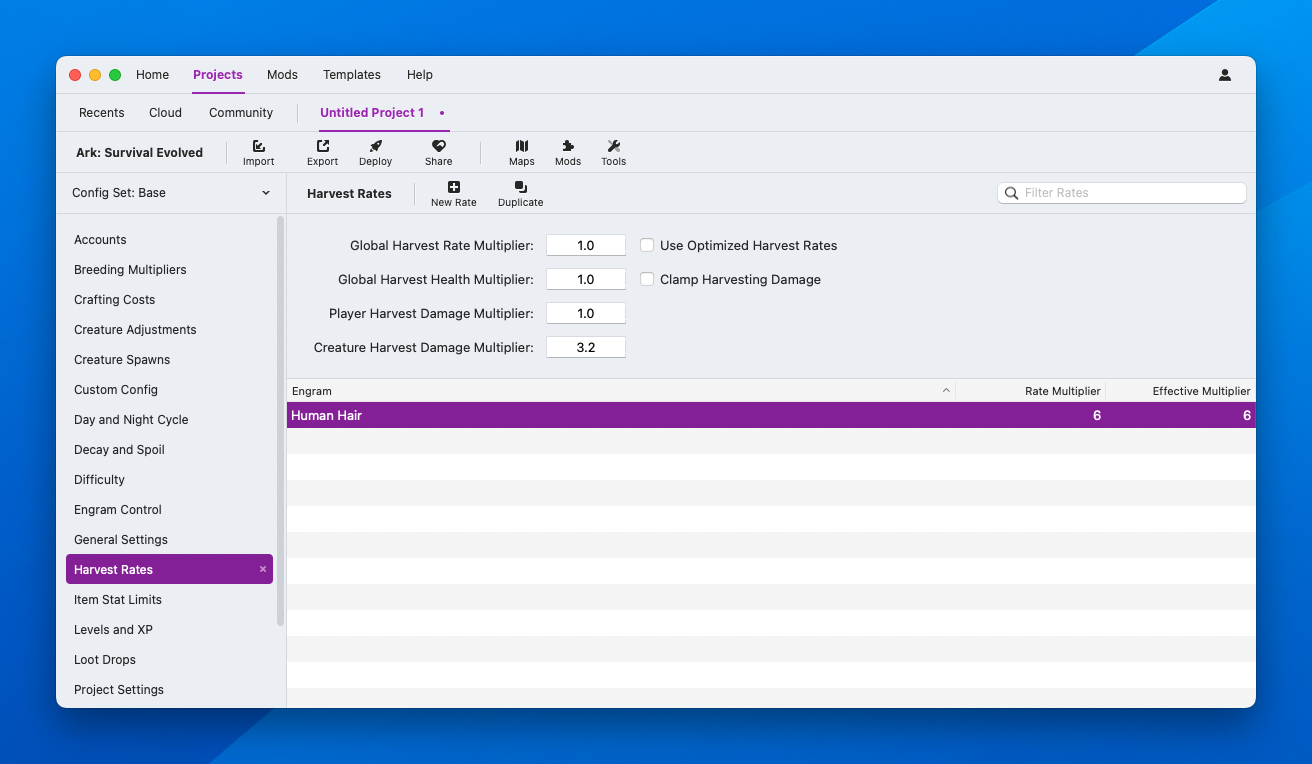 Home Projects Mods Templates Help
Recents Cloud Community Untitled Project 1 •
Ark: Survival Evolved Import Export Deploy Share Maps Mods Tools
Config Set: Base
Harvest Rates New Rate Duplicate Filter Rates
Accounts
Breeding Multipliers
Crafting Costs
Creature Adjustments
Creature Spawns
Custom Config
Day and Night Cycle
Decay and Spoil
Difficulty
Engram Control
General Settings
Harvest Rates
Item Stat Limits
Levels and XP
Loot Drops
Project Settings
Global Harvest Rate Multiplier: 1.0 Use Optimized Harvest Rates
Global Harvest Health Multiplier: 1.0 Clamp Harvesting Damage
Player Harvest Damage Multiplier: 1.0
Creature Harvest Damage Multiplier: 3.2
Engram Rate Multiplier Effective Multiplier
Human Hair 6 6